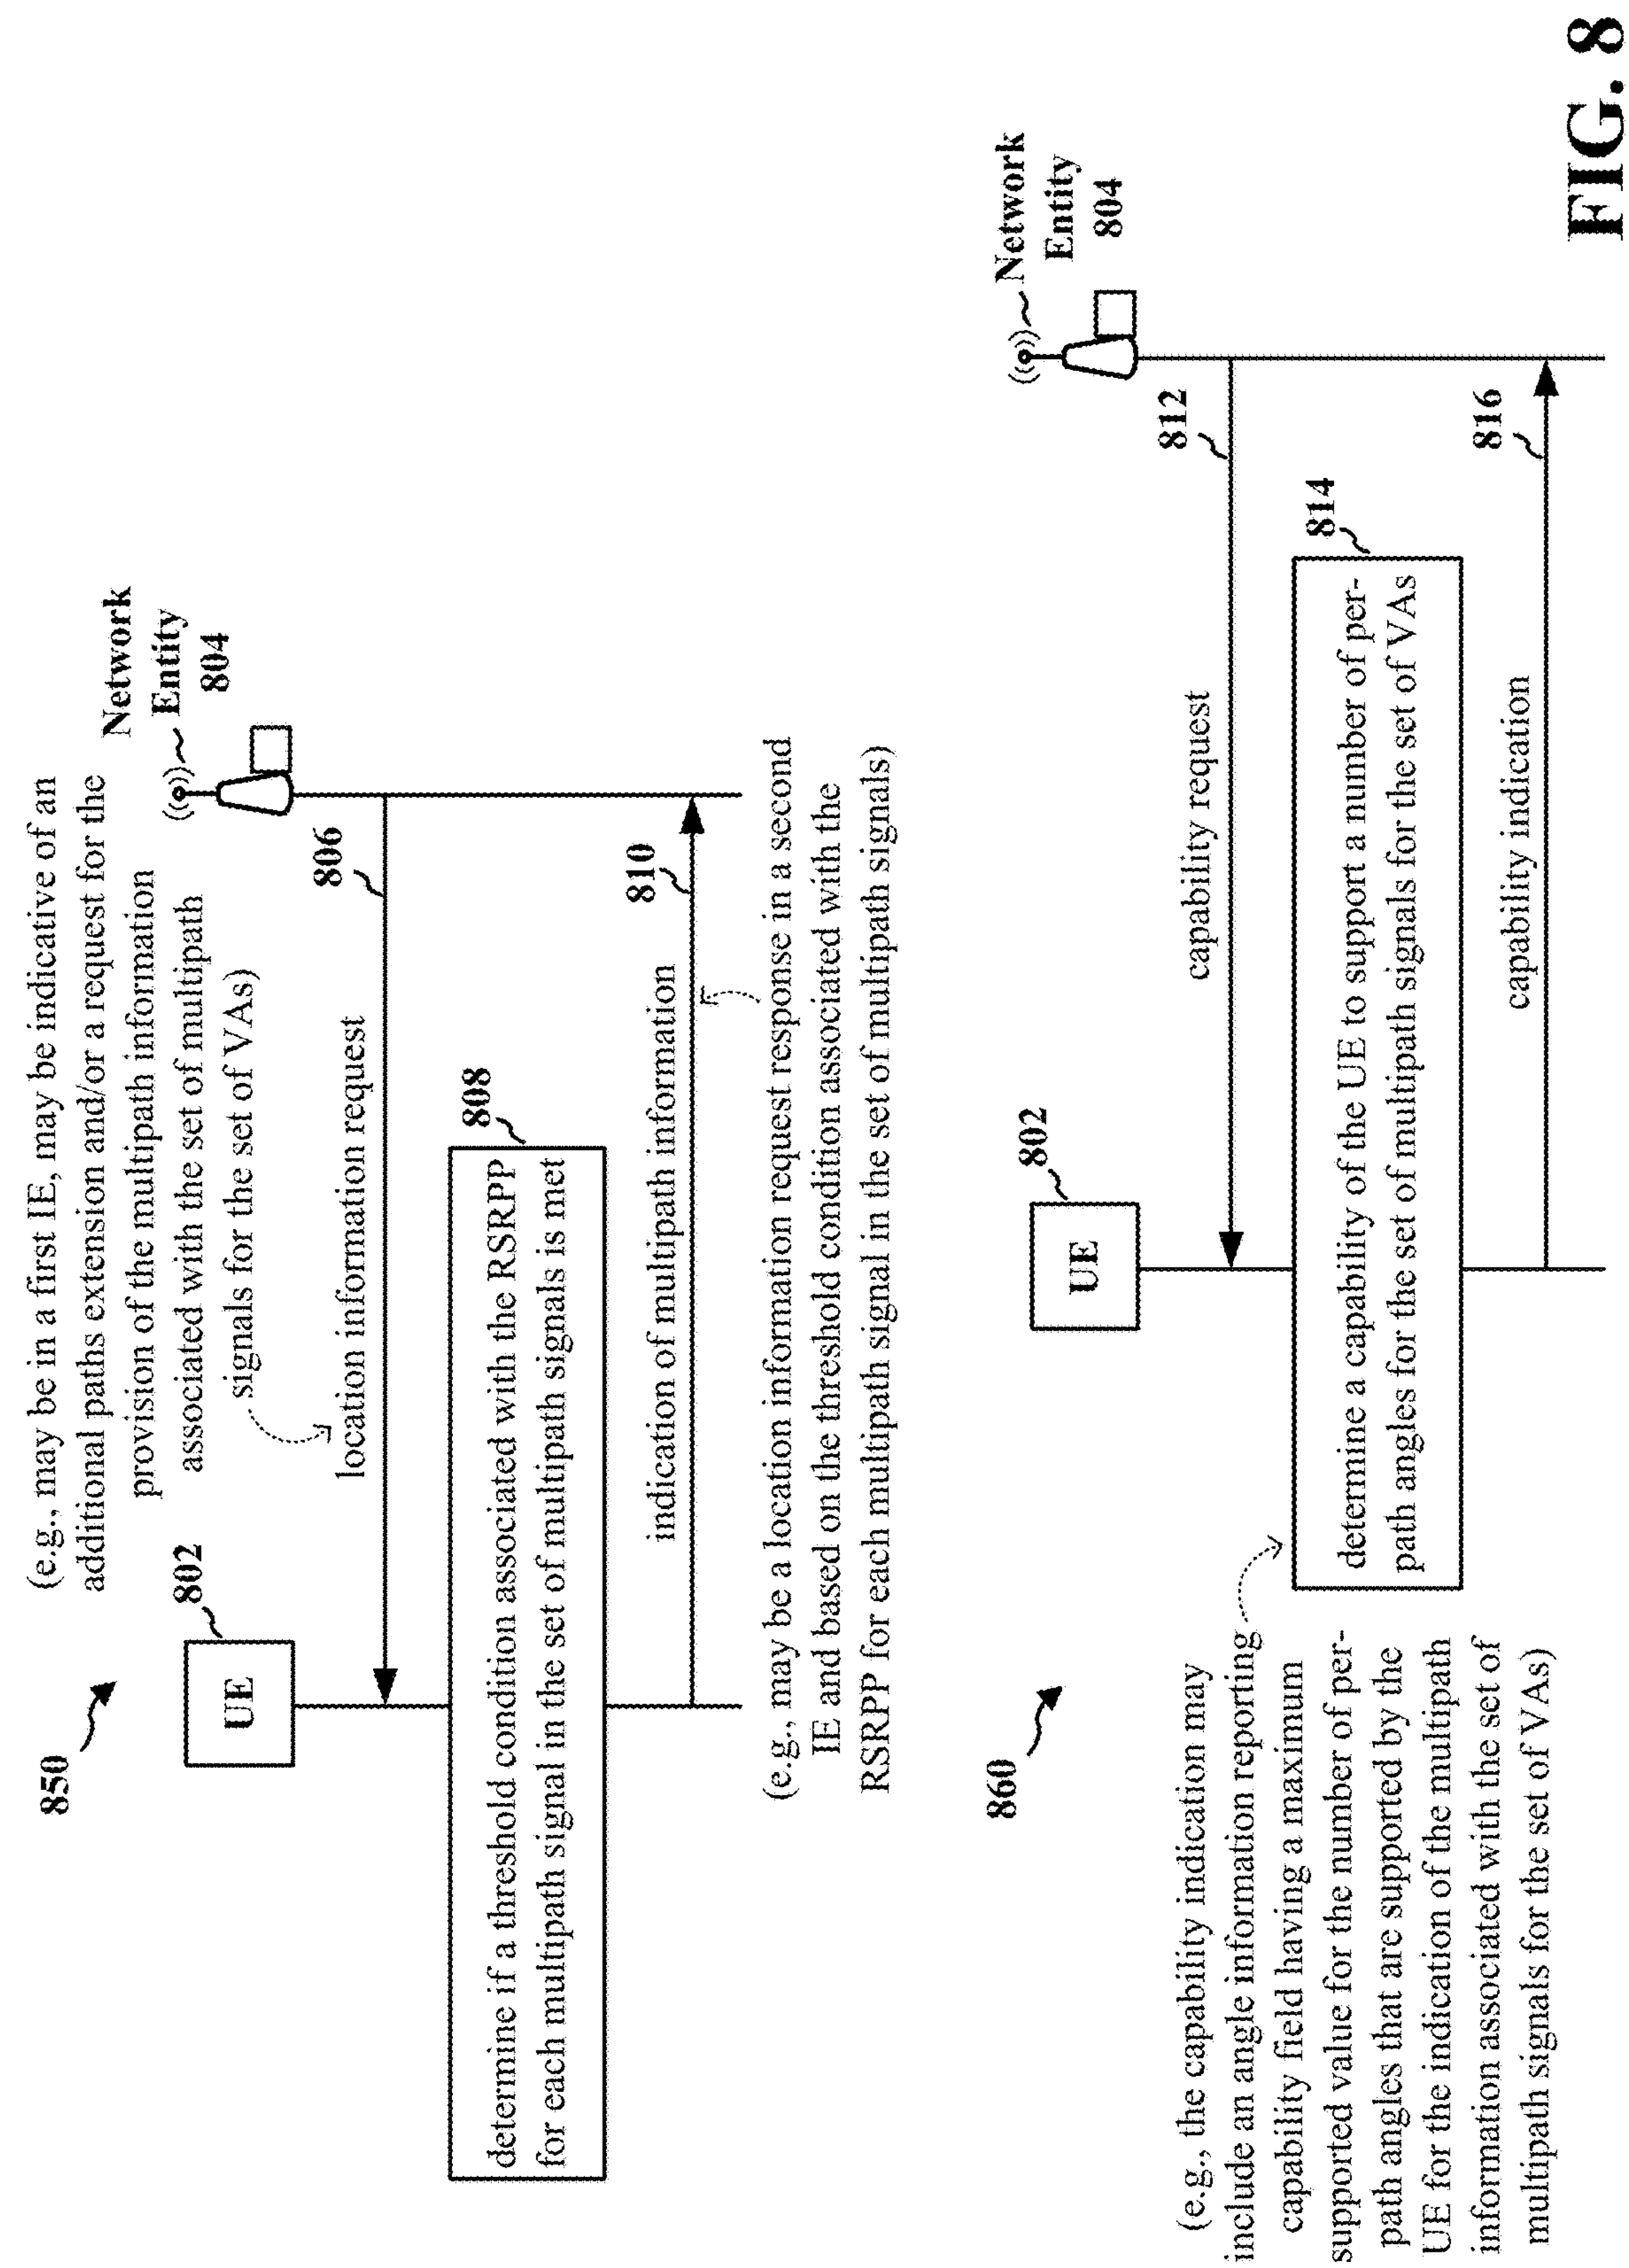 850
(e.g., may be in a first IE, may be indicative of an
additional paths extension and/or a request for the
provision of the multipath information
associated with the set of multipath
signals for the set of VAs)
802
UE
Network
Entity
804
location information request
806
808
determine if a threshold condition associated with the RSRPP
for each multipath signal in the set of multipath signals is met
indication of multipath information
810
(e.g., may be a location information request response in a second
IE and based on the threshold condition associated with the
RSRPP for each multipath signal in the set of multipath signals)
860
802
UE
Network
Entity
804
capability request
812
(e.g., the capability indication may
include an angle information reporting
capability field having a maximum
supported value for the number of per-
path angles that are supported by the
UE for the indication of the multipath
information associated with the set of
multipath signals for the set of VAs)
814
determine a capability of the UE to support a number of per-
path angles for the set of multipath signals for the set of VAs
capability indication
816
FIG. 8